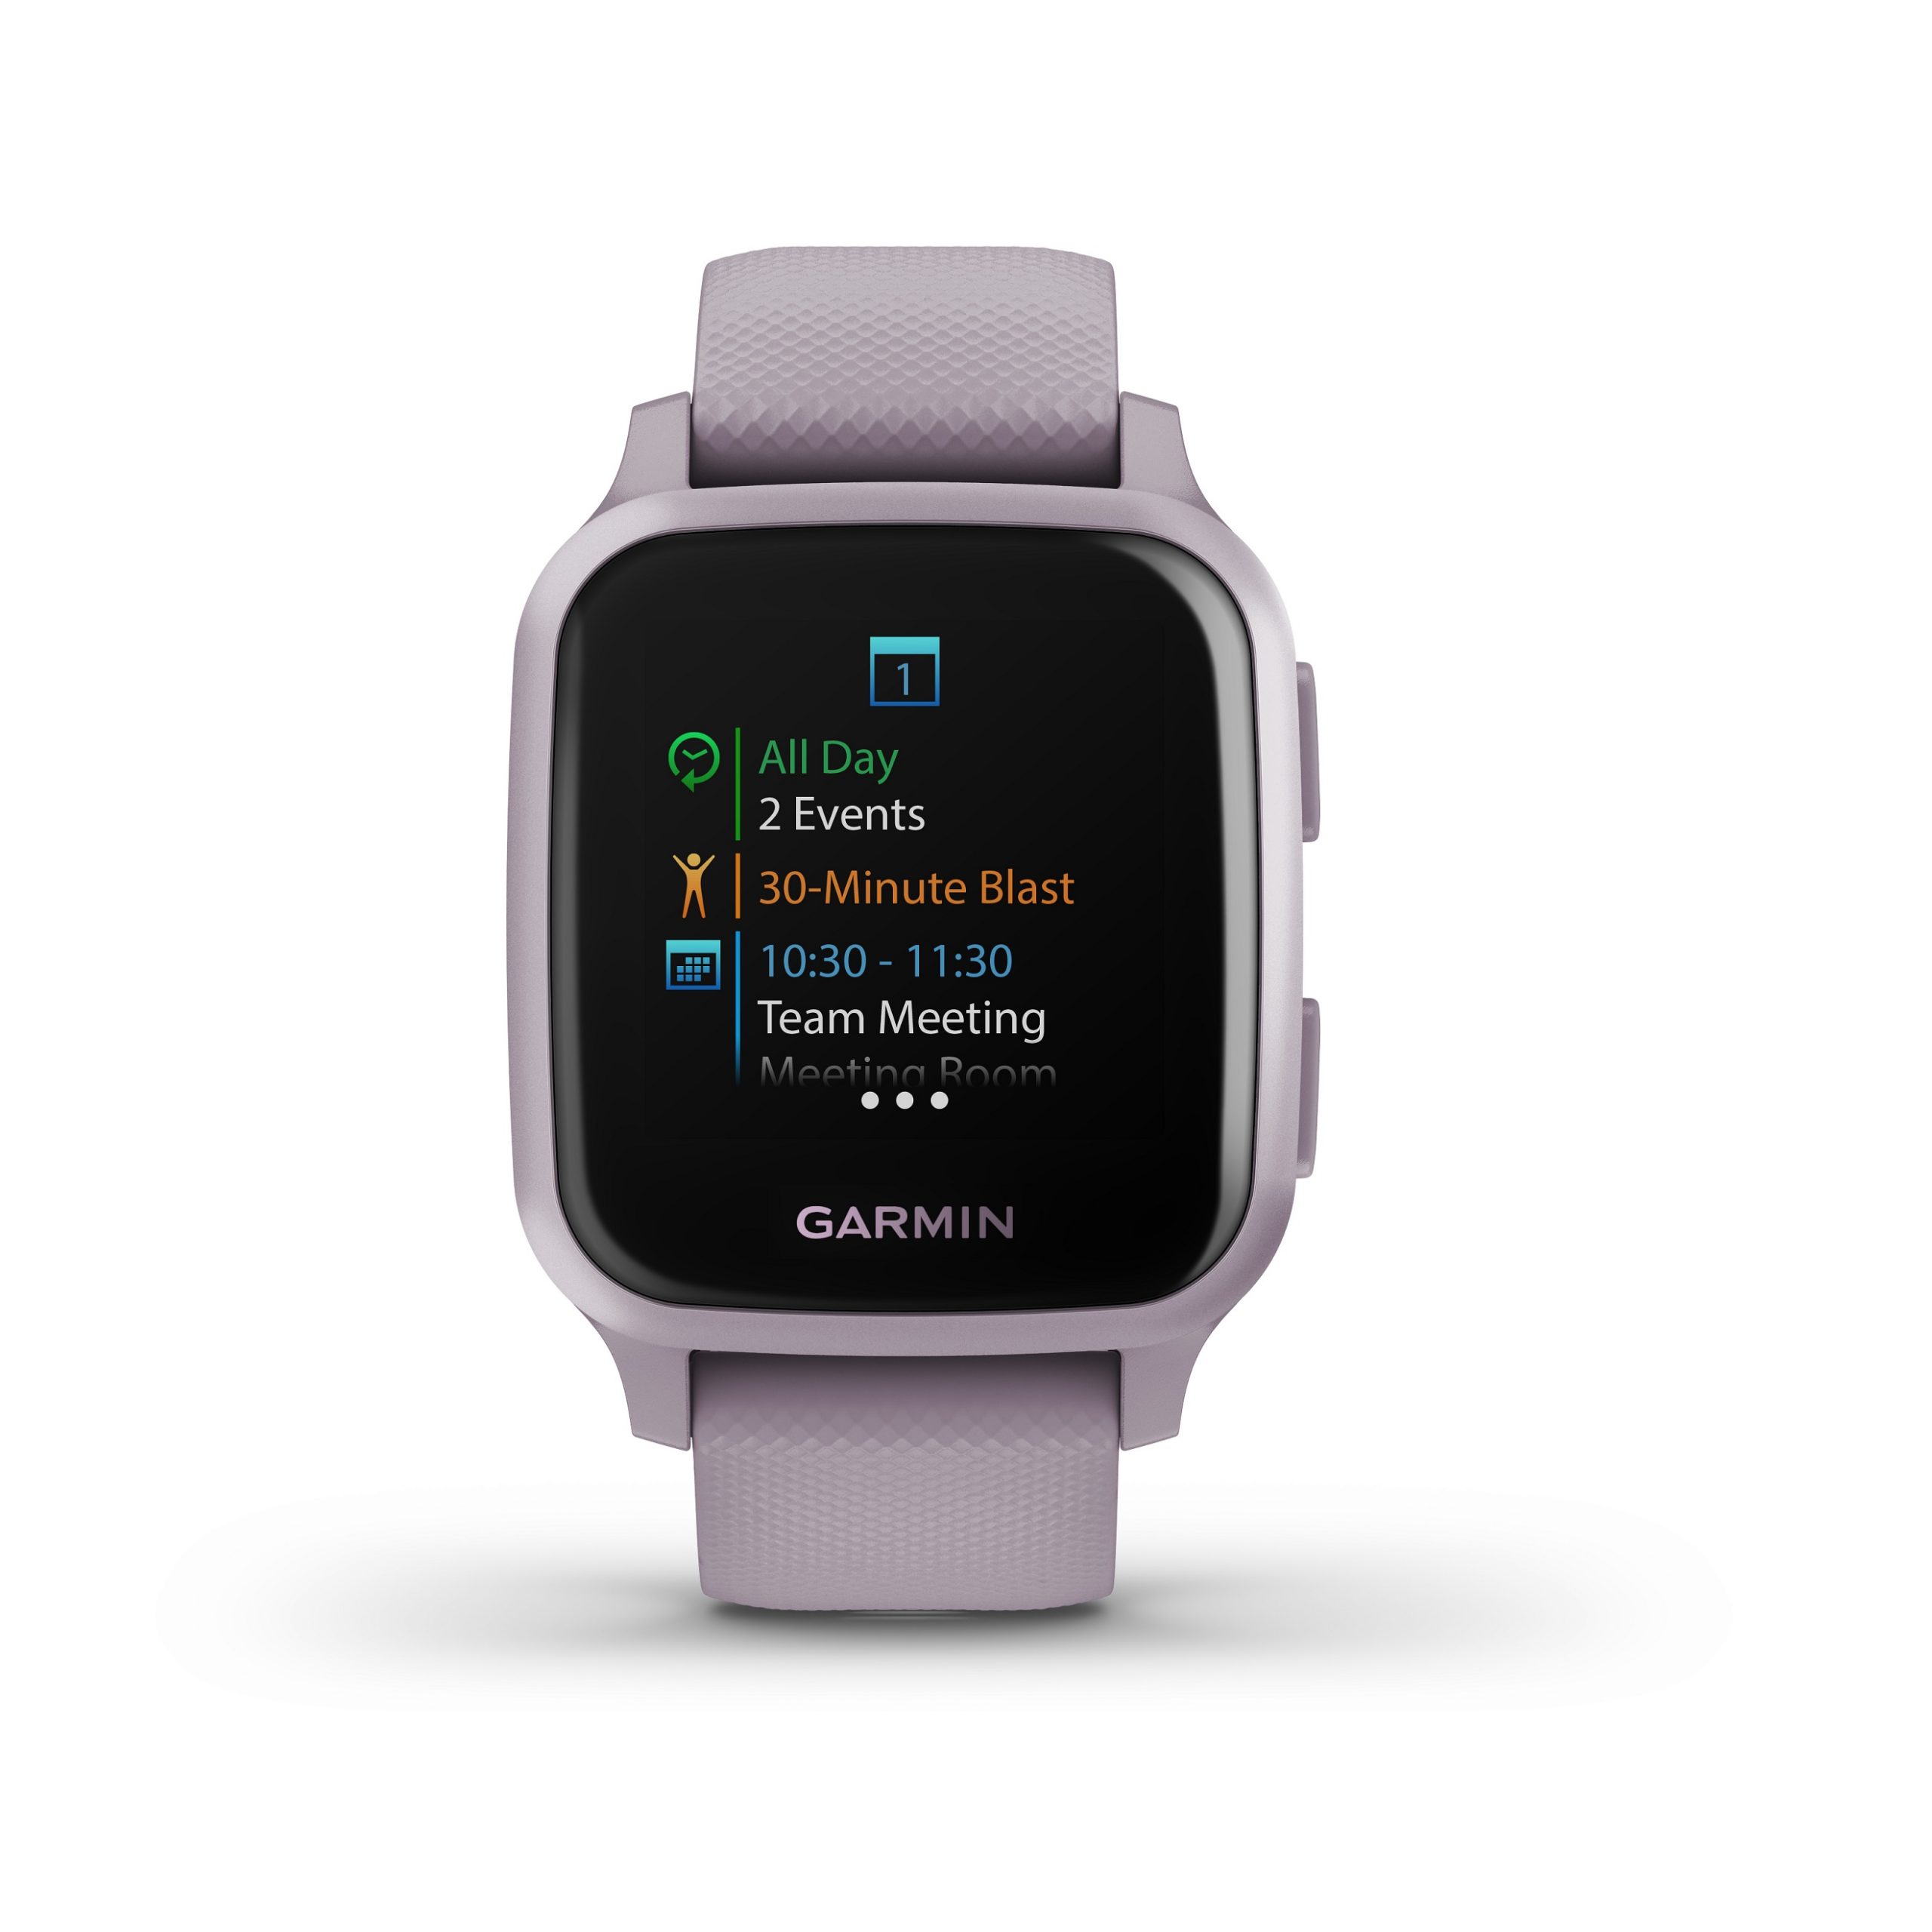 1
All Day
2 Events
30-Minute Blast
10:30 - 11:30
Team Meeting
Meeting Room
GARMIN